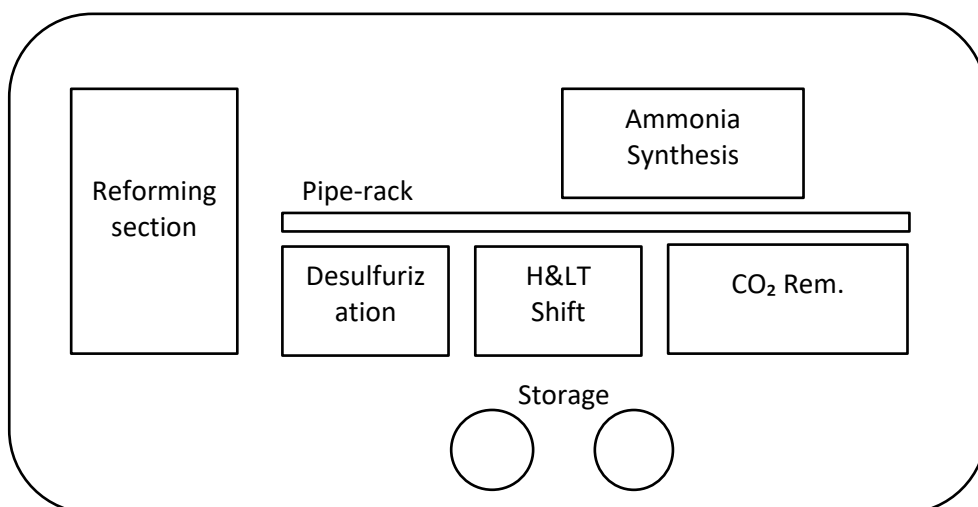 Ammonia
Synthesis
Reforming
section
Pipe-rack
Desulfuriz
ation
H&LT
Shift
CO₂ Rem.
Storage